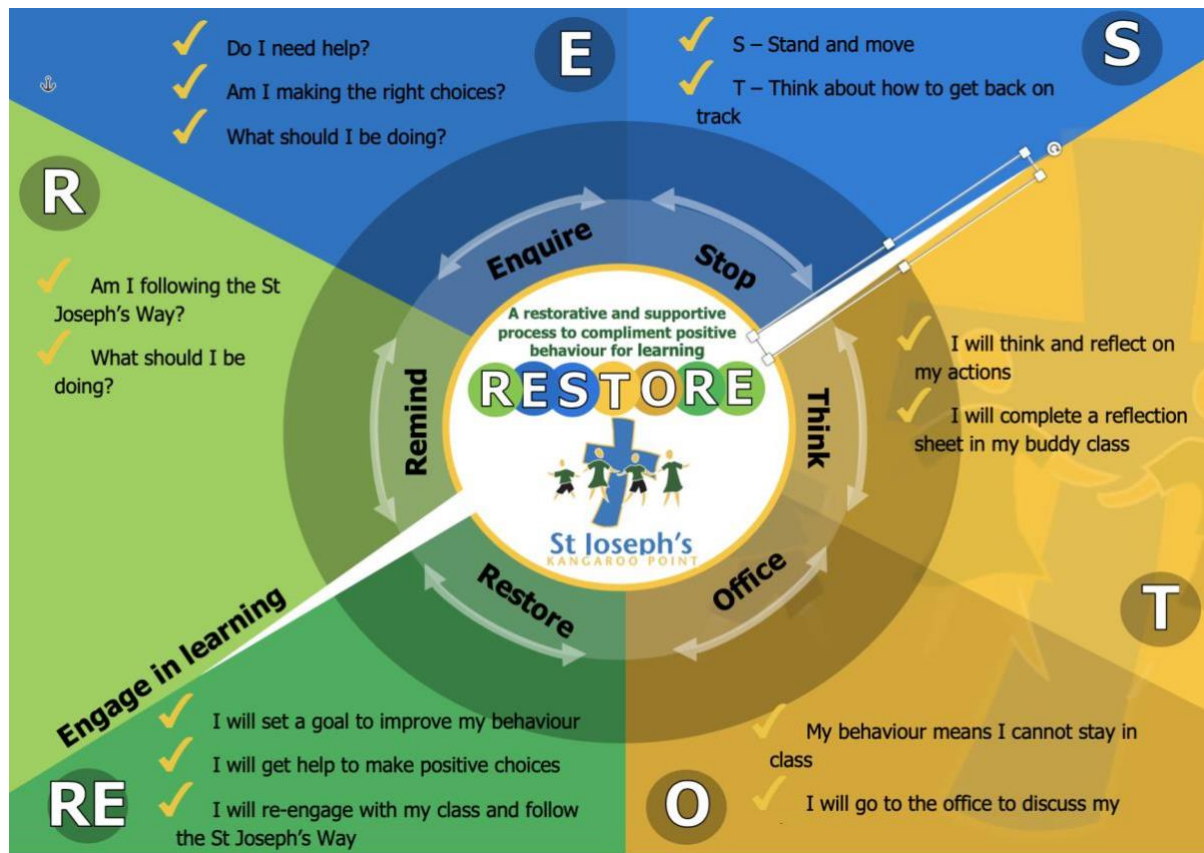 E
Do I need help?
Am I making the right choices?
What should I be doing?
S
S – Stand and move
T – Think about how to get back on
track
R
Am I following the St
Joseph's Way?
What should I be
doing?
Enquire
Stop
Remind
Think
Restore
Office
A restorative and supportive
process to compliment positive
behaviour for learning
RESTORE
St Joseph's
KANGAROO POINT
I will think and reflect on
my actions
I will complete a reflection
sheet in my buddy class
T
Engage in learning
RE
I will set a goal to improve my behaviour
I will get help to make positive choices
I will re-engage with my class and follow
the St Joseph's Way
O
My behaviour means I cannot stay in
class
I will go to the office to discuss my